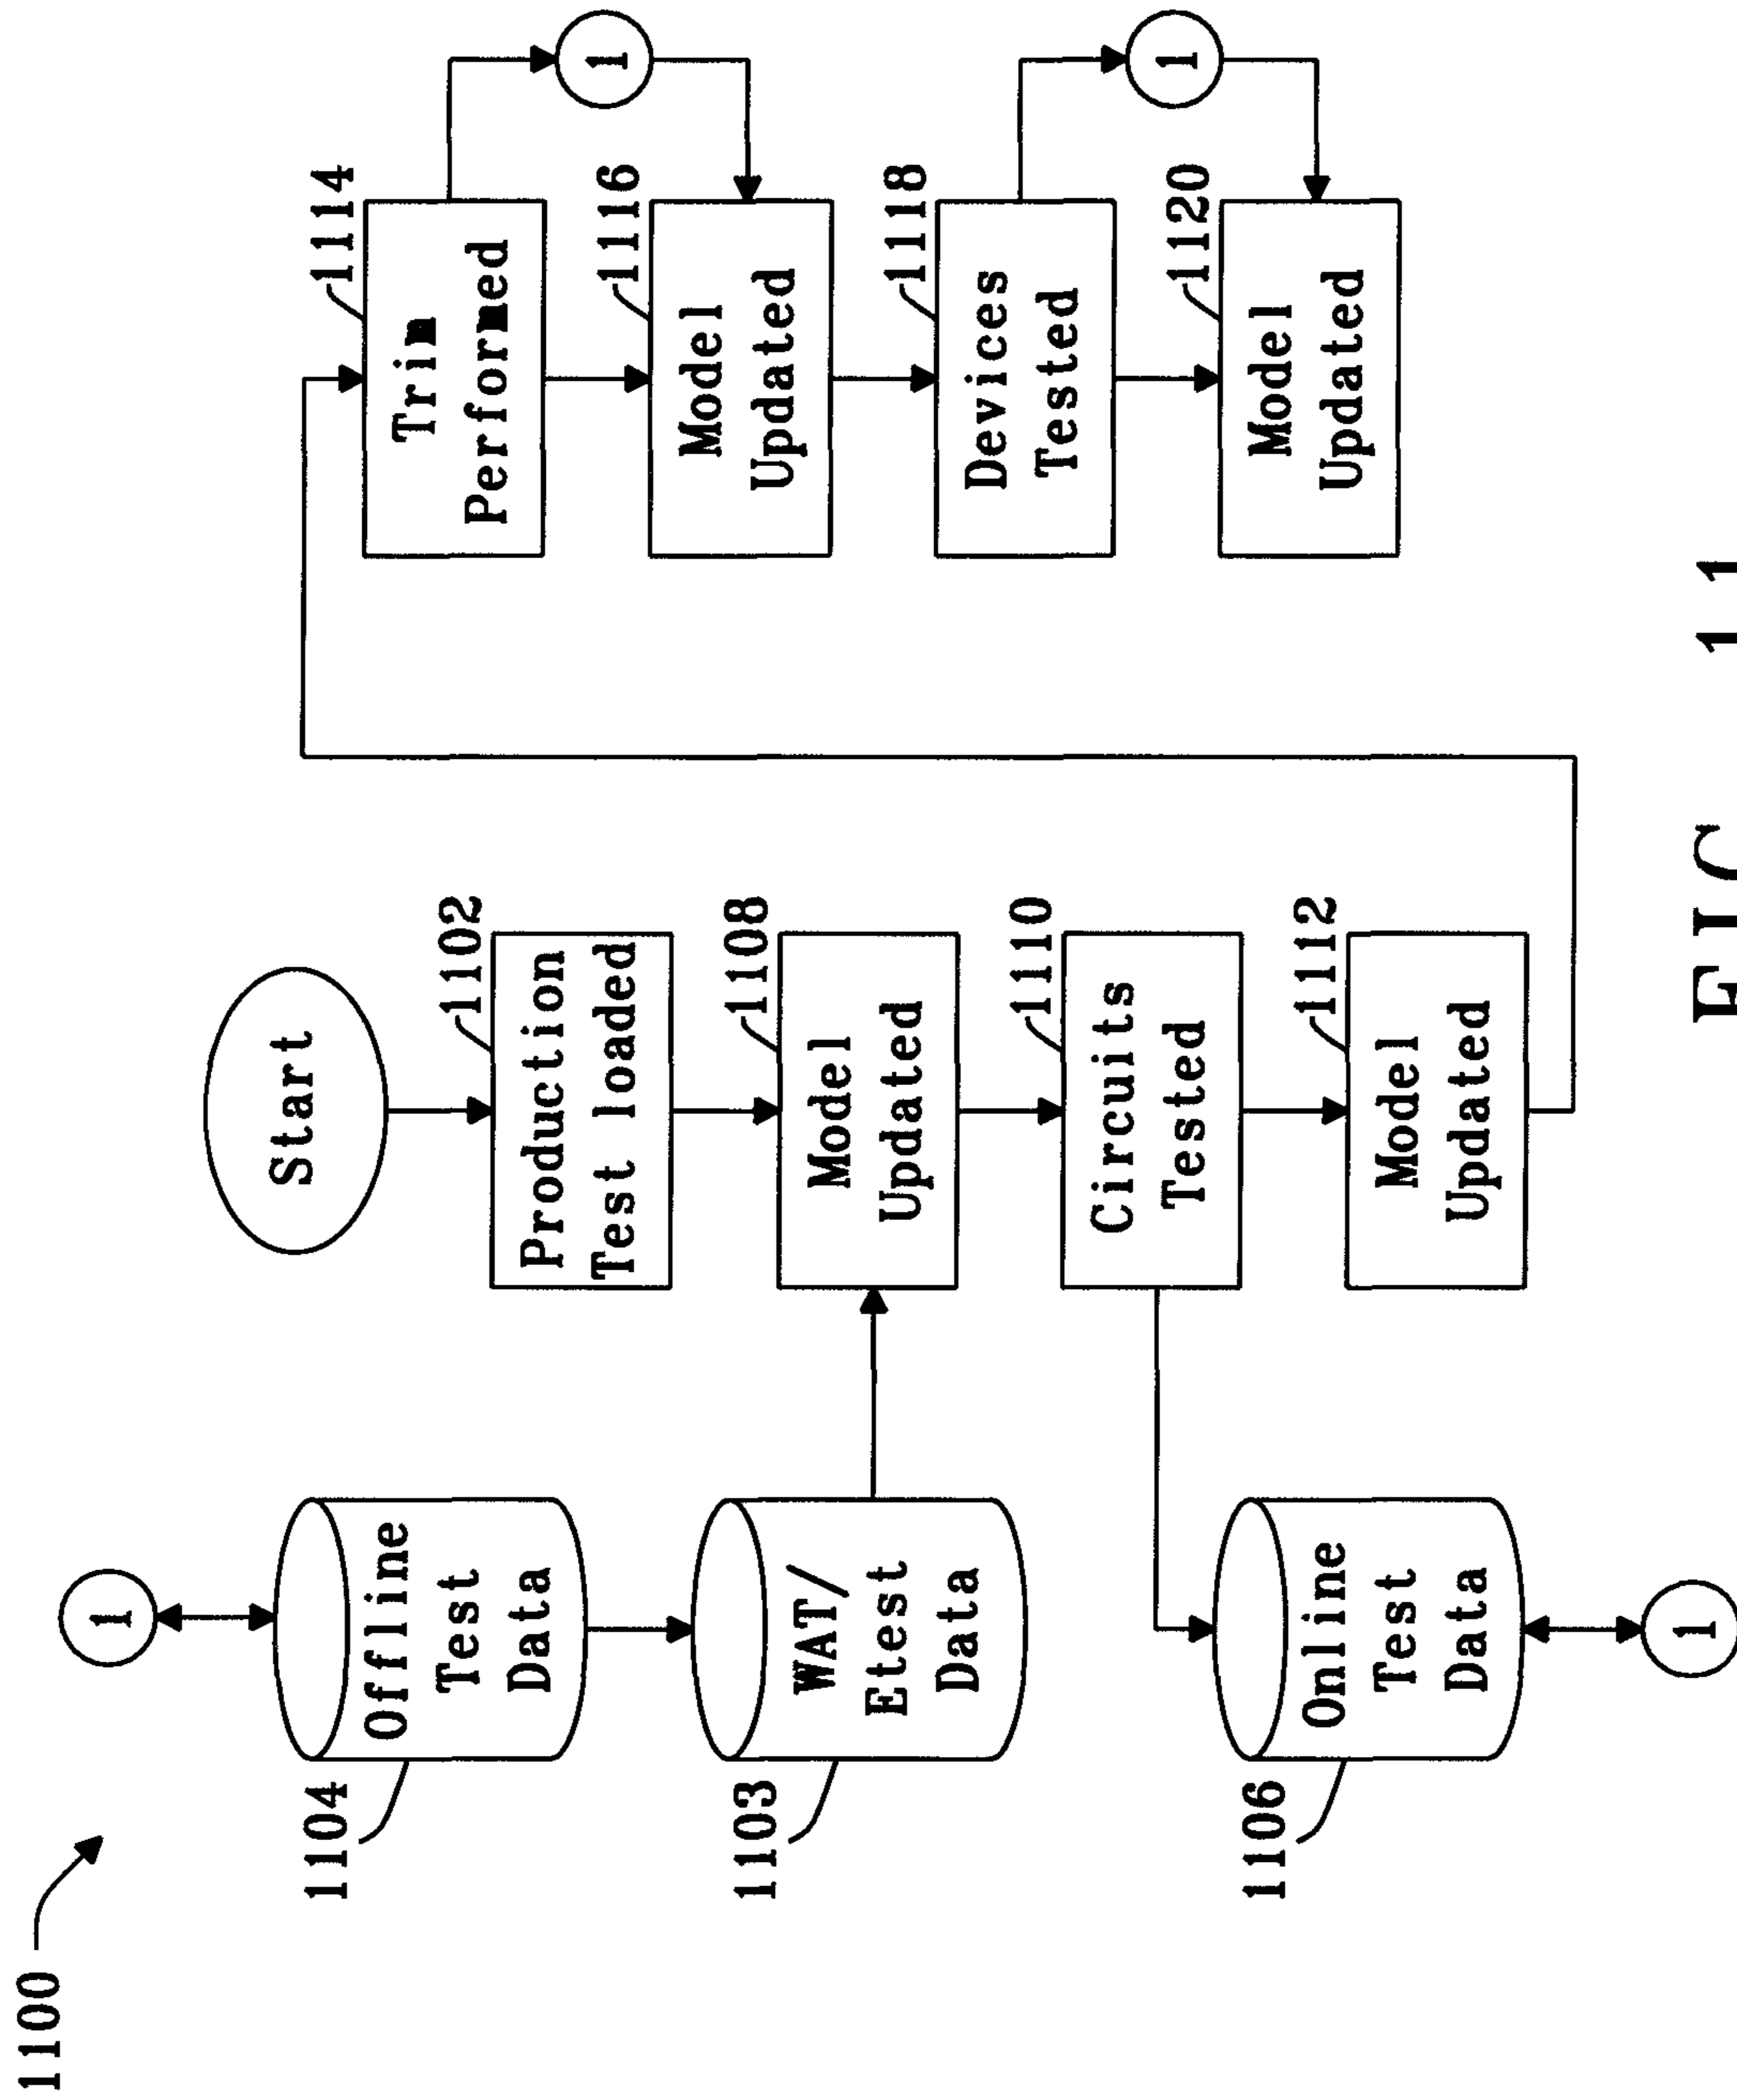 1100
1
1104
Offline
Test
Data
1103
WAT/
Etest
Data
1106
Online
Test
Data
1
Start
1102
Production
Test loaded
1108
Model
Updated
1110
Circuits
Tested
1112
Model
Updated
1114
Trim
Performed
1
1116
Model
Updated
1118
Devices
Tested
1
1120
Model
Updated
FIG. 11